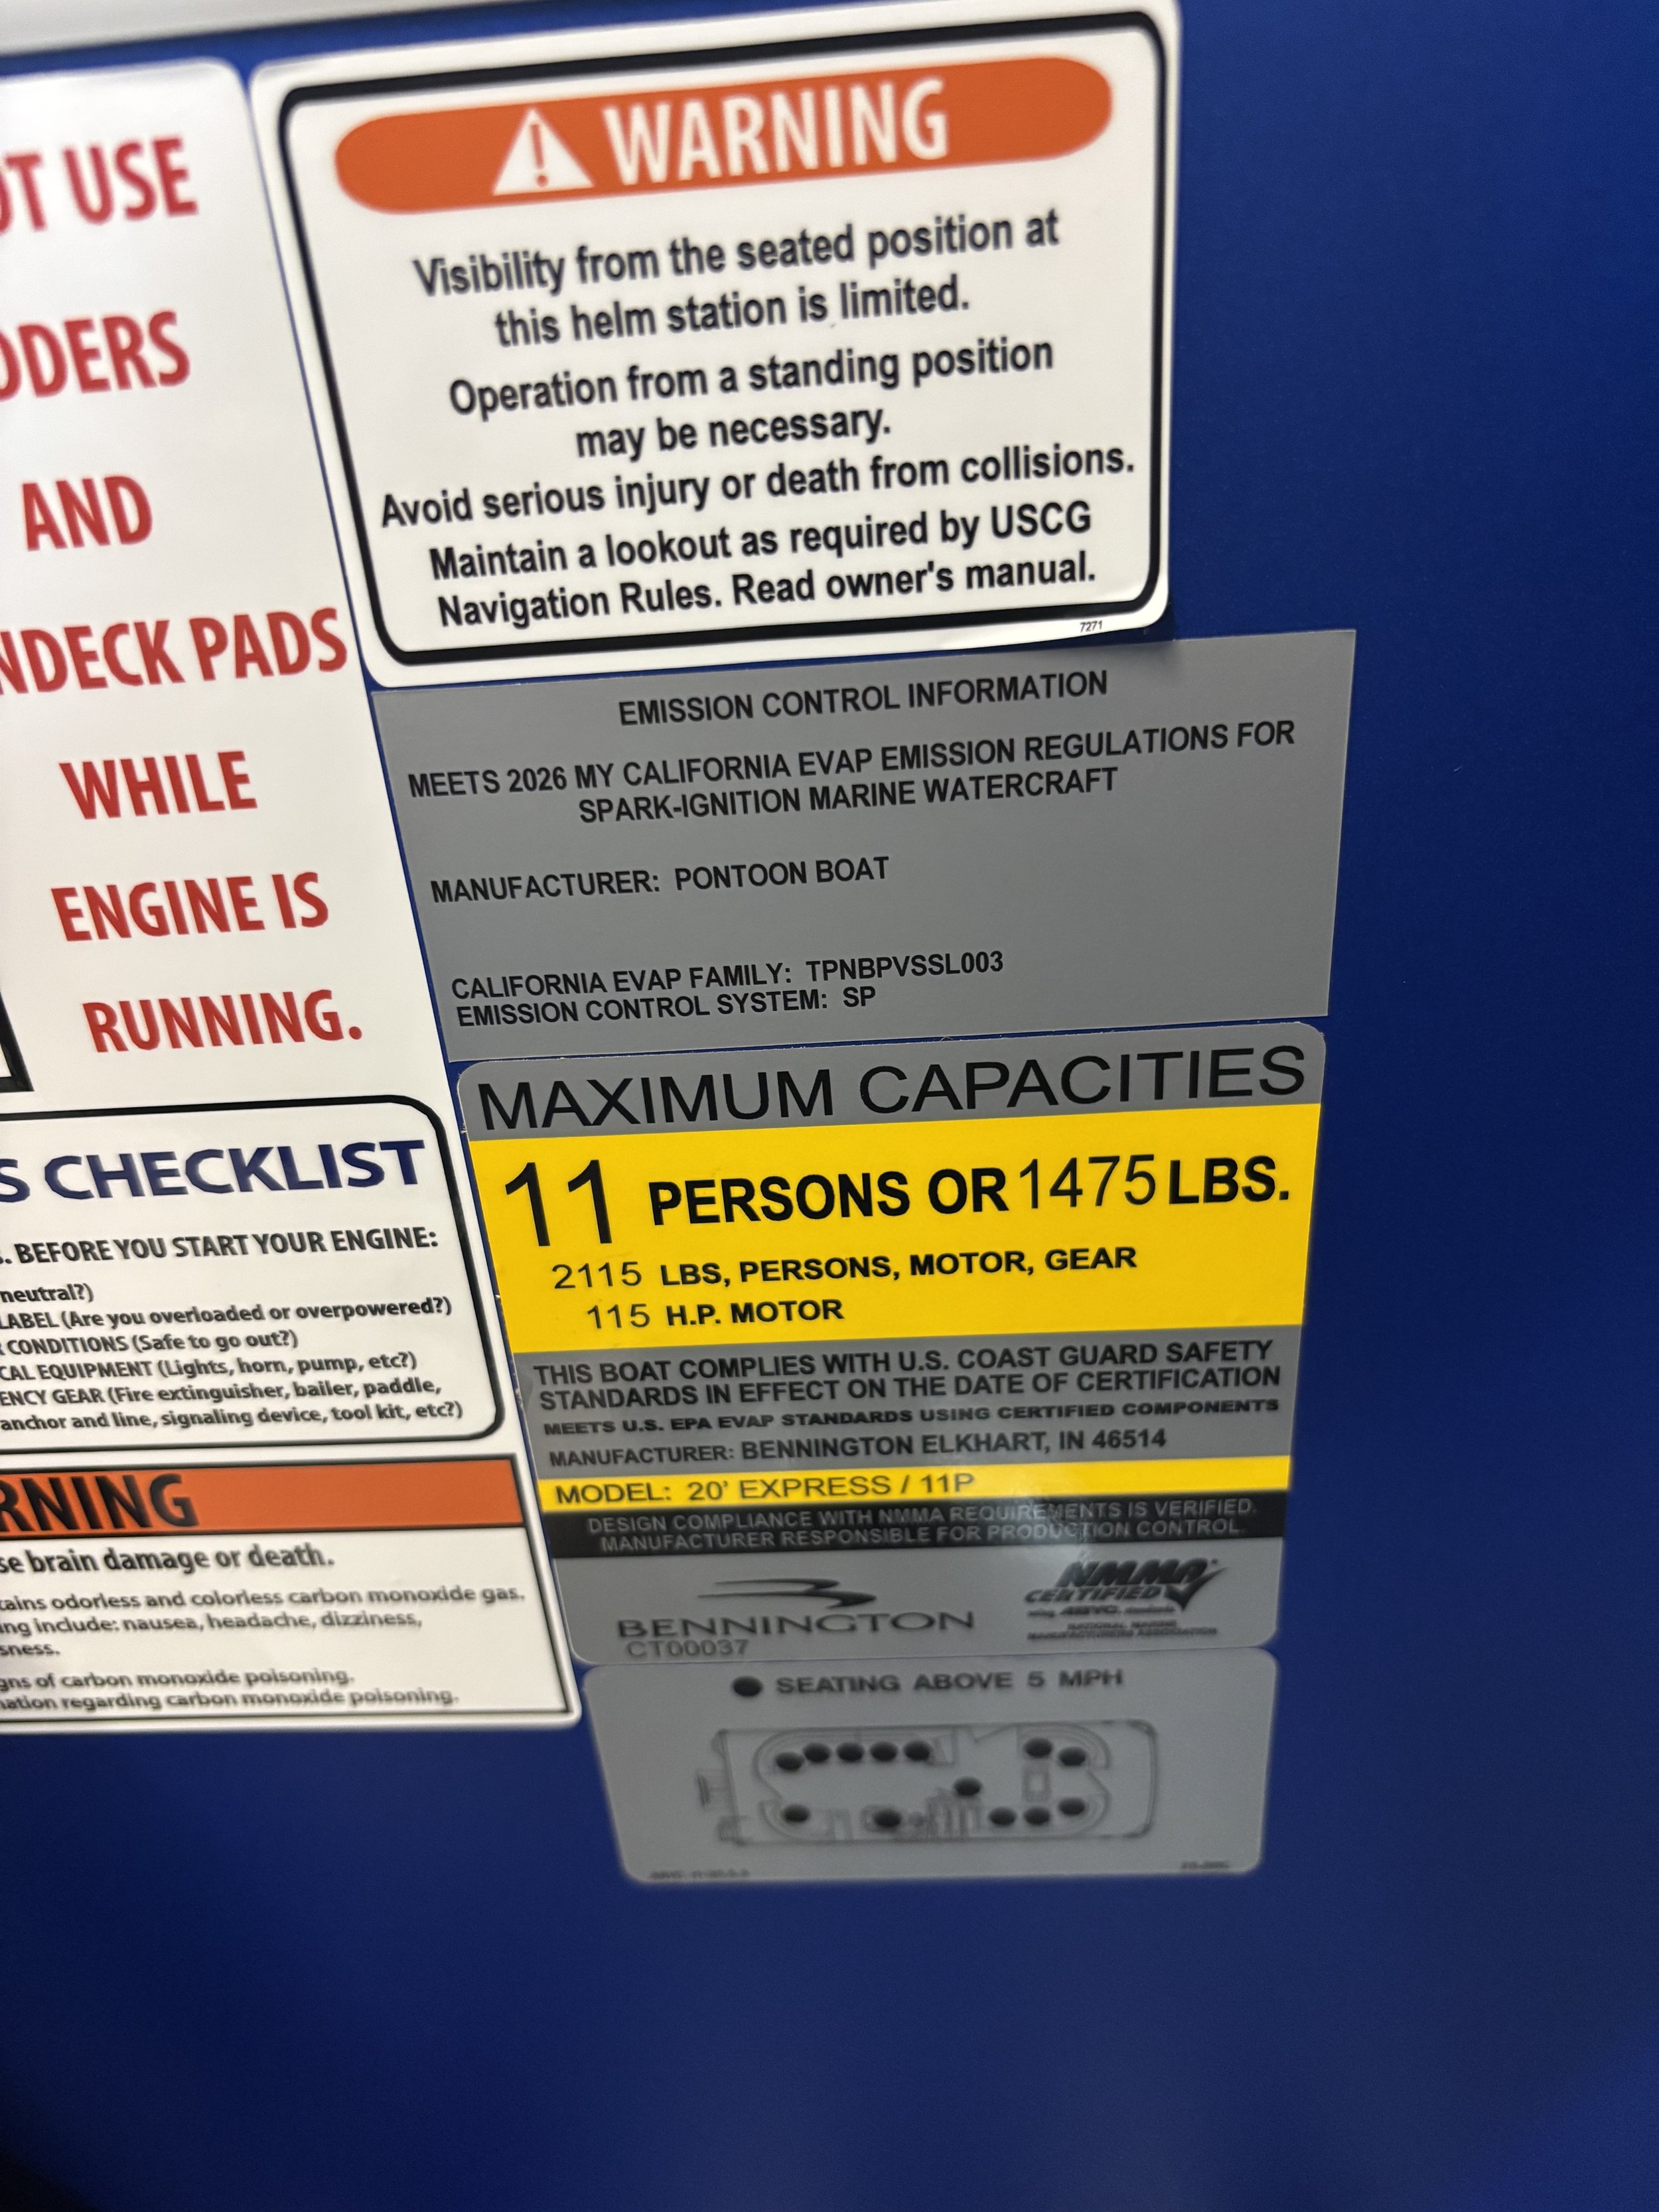 OT USE
DERS
AND
NDECK PADS
WHILE
ENGINE IS
RUNNING.
S CHECKLIST
. BEFORE YOU START YOUR ENGINE:
neutral?)
LABEL (Are you overloaded or overpowered?)
CONDITIONS (Safe to go out?)
CAL EQUIPMENT (Lights, horn, pump, etc?)
ENCY GEAR (Fire extinguisher, bailer, paddle,
anchor and line, signaling device, tool kit, etc?)
RNING
se brain damage or death.
tains odorless and colorless carbon monoxide gas.
ing include: nausea, headache, dizziness,
sness.
gns of carbon monoxide poisoning.
mation regarding carbon monoxide poisoning.
WARNING
Visibility from the seated position at
this helm station is limited.
Operation from a standing position
may be necessary.
Avoid serious injury or death from collisions.
Maintain a lookout as required by USCG
Navigation Rules. Read owner's manual.
7271
EMISSION CONTROL INFORMATION
MEETS 2026 MY CALIFORNIA EVAP EMISSION REGULATIONS FOR
SPARK-IGNITION MARINE WATERCRAFT
MANUFACTURER: PONTOON BOAT
CALIFORNIA EVAP FAMILY: TPNBPVSSL003
EMISSION CONTROL SYSTEM: SP
MAXIMUM CAPACITIES
11 PERSONS OR 1475 LBS.
2115 LBS, PERSONS, MOTOR, GEAR
115 H.P. MOTOR
THIS BOAT COMPLIES WITH U.S. COAST GUARD SAFETY
STANDARDS IN EFFECT ON THE DATE OF CERTIFICATION
MEETS U.S. EPA EVAP STANDARDS USING CERTIFIED COMPONENTS
MANUFACTURER: BENNINGTON ELKHART, IN 46514
MODEL: 20' EXPRESS / 11P
DESIGN COMPLIANCE WITH NMMA REQUIREMENTS IS VERIFIED.
MANUFACTURER RESPONSIBLE FOR PRODUCTION CONTROL.
NMMA
CERTIFIED
using ABYC standards
NATIONAL MARINE
MANUFACTURERS ASSOCIATION
BENNINGTON
CT00037
SEATING ABOVE 5 MPH